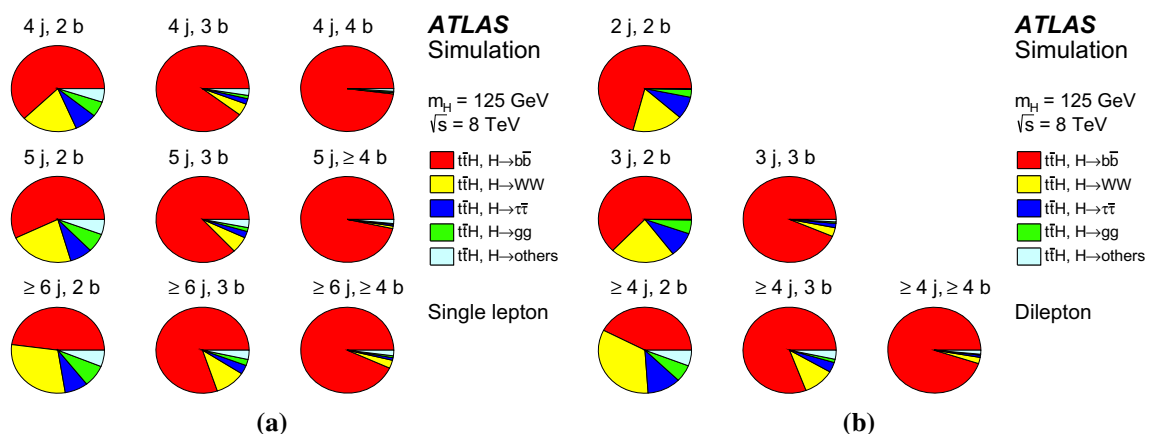 4 j, 2 b
4 j, 3 b
4 j, 4 b
5 j, 2 b
5 j, 3 b
5 j, ≥ 4 b
≥ 6 j, 2 b
≥ 6 j, 3 b
≥ 6 j, ≥ 4 b
ATLAS
Simulation
m_H = 125 GeV
√s = 8 TeV
tt̄H, H→bb̄
tt̄H, H→WW
tt̄H, H→ττ̄
tt̄H, H→gg
tt̄H, H→others
Single lepton
(a)
2 j, 2 b
3 j, 2 b
3 j, 3 b
≥ 4 j, 2 b
≥ 4 j, 3 b
≥ 4 j, ≥ 4 b
ATLAS
Simulation
m_H = 125 GeV
√s = 8 TeV
tt̄H, H→bb̄
tt̄H, H→WW
tt̄H, H→ττ̄
tt̄H, H→gg
tt̄H, H→others
Dilepton
(b)